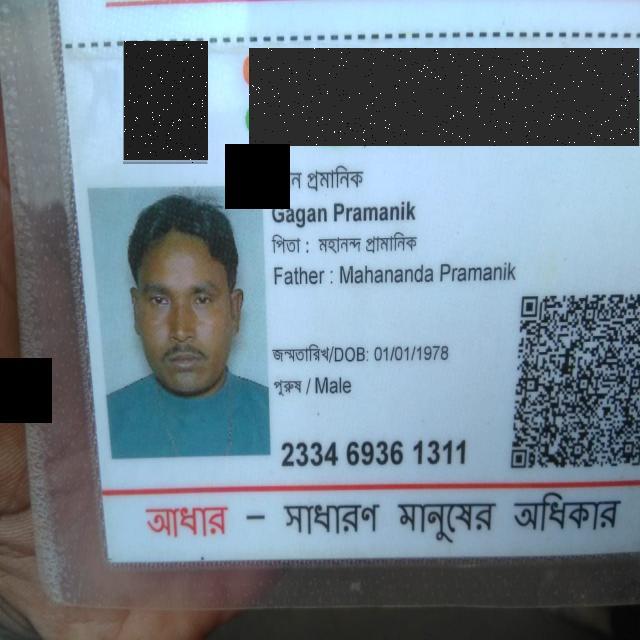 প্রমানিক
Gagan Pramanik
পিতা : মহানন্দ প্রামানিক
Father : Mahananda Pramanik
জন্মতারিখ/DOB: 01/01/1978
পুরুষ / Male
2334 6936 1311
আধার – সাধারণ মানুষের অধিকার